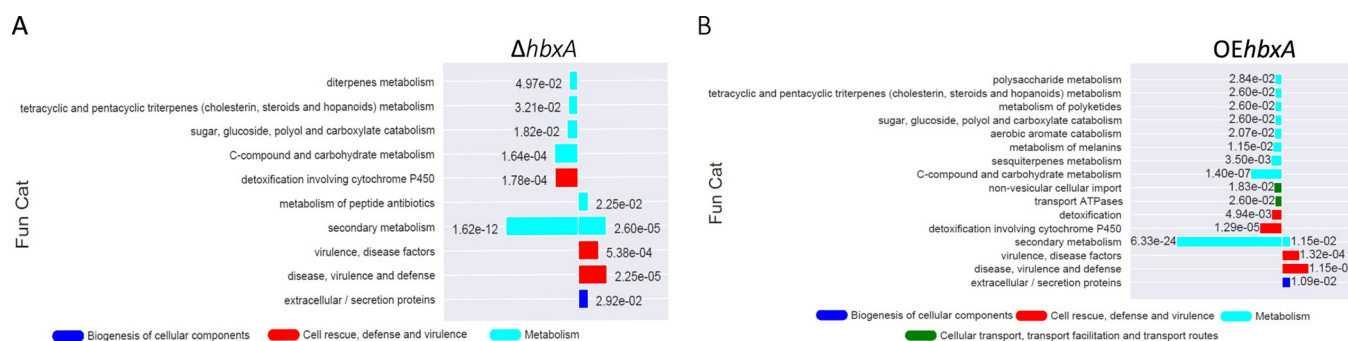 A
ΔhbxA
Fun Cat
diterpenes metabolism 4.97e-02
tetracyclic and pentacyclic triterpenes (cholesterin, steroids and hopanoids) metabolism 3.21e-02
sugar, glucoside, polyol and carboxylate catabolism 1.82e-02
C-compound and carbohydrate metabolism 1.64e-04
detoxification involving cytochrome P450 1.78e-04
metabolism of peptide antibiotics 2.25e-02
secondary metabolism 1.62e-12 2.60e-05
virulence, disease factors 5.38e-04
disease, virulence and defense 2.25e-05
extracellular / secretion proteins 2.92e-02
Biogenesis of cellular components Cell rescue, defense and virulence Metabolism
B
OEhbxA
Fun Cat
polysaccharide metabolism 2.84e-02
tetracyclic and pentacyclic triterpenes (cholesterin, steroids and hopanoids) metabolism 2.60e-02
metabolism of polyketides 2.60e-02
sugar, glucoside, polyol and carboxylate catabolism 2.60e-02
aerobic aromate catabolism 2.07e-02
metabolism of melanins 1.15e-02
sesquiterpenes metabolism 3.50e-03
C-compound and carbohydrate metabolism 1.40e-07
non-vesicular cellular import 1.83e-02
transport ATPases 2.60e-02
detoxification 4.94e-03
detoxification involving cytochrome P450 1.29e-05
secondary metabolism 6.33e-24 1.15e-02
virulence, disease factors 1.32e-04
disease, virulence and defense 1.15e-0
extracellular / secretion proteins 1.09e-02
Biogenesis of cellular components Cell rescue, defense and virulence Metabolism
Cellular transport, transport facilitation and transport routes